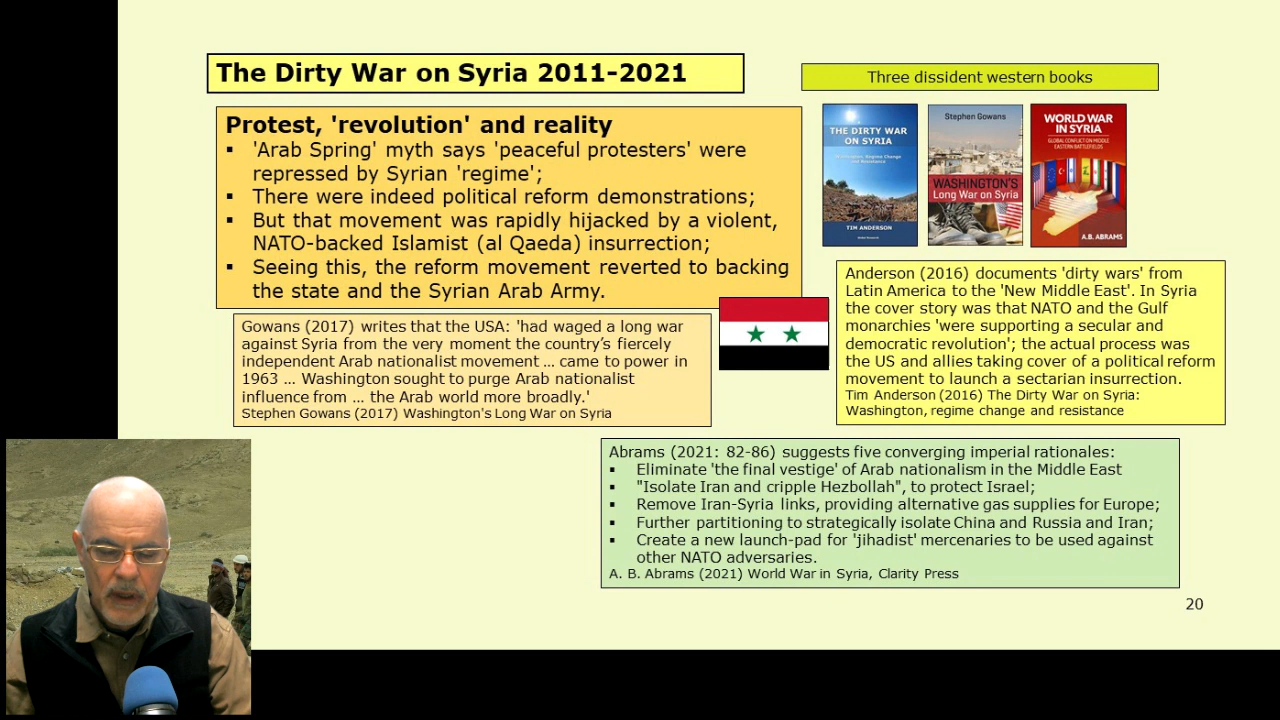 The Dirty War on Syria 2011-2021
Three dissident western books
Protest, 'revolution' and reality
▪ 'Arab Spring' myth says 'peaceful protesters' were
repressed by Syrian 'regime';
▪ There were indeed political reform demonstrations;
▪ But that movement was rapidly hijacked by a violent,
NATO-backed Islamist (al Qaeda) insurrection;
▪ Seeing this, the reform movement reverted to backing
the state and the Syrian Arab Army.
THE DIRTY WAR
ON SYRIA
Washington, Regime Change
and Resistance
TIM ANDERSON
Stephen Gowans
WASHINGTON'S
Long War on Syria
WORLD WAR
IN SYRIA
GLOBAL CONFLICT ON MIDDLE
EASTERN BATTLEFIELDS
A.B. ABRAMS
Gowans (2017) writes that the USA: 'had waged a long war
against Syria from the very moment the country's fiercely
independent Arab nationalist movement … came to power in
1963 … Washington sought to purge Arab nationalist
influence from … the Arab world more broadly.'
Stephen Gowans (2017) Washington's Long War on Syria
Anderson (2016) documents 'dirty wars' from
Latin America to the 'New Middle East'. In Syria
the cover story was that NATO and the Gulf
monarchies 'were supporting a secular and
democratic revolution'; the actual process was
the US and allies taking cover of a political reform
movement to launch a sectarian insurrection.
Tim Anderson (2016) The Dirty War on Syria:
Washington, regime change and resistance
Abrams (2021: 82-86) suggests five converging imperial rationales:
▪ Eliminate 'the final vestige' of Arab nationalism in the Middle East
▪ "Isolate Iran and cripple Hezbollah", to protect Israel;
▪ Remove Iran-Syria links, providing alternative gas supplies for Europe;
▪ Further partitioning to strategically isolate China and Russia and Iran;
▪ Create a new launch-pad for 'jihadist' mercenaries to be used against
other NATO adversaries.
A. B. Abrams (2021) World War in Syria, Clarity Press
20